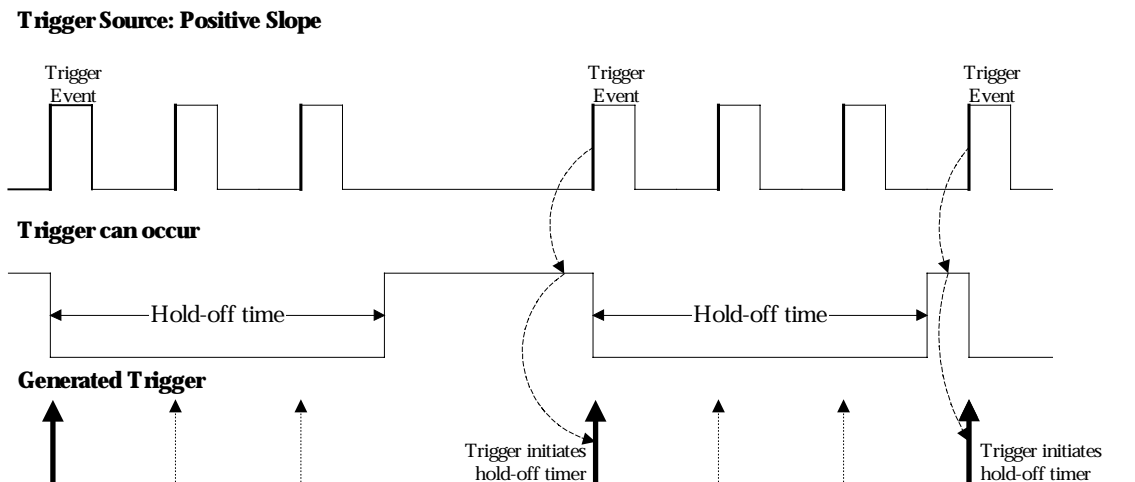 Trigger Source: Positive Slope
Trigger
Event
Trigger
Event
Trigger
Event
Trigger can occur
Hold-off time
Hold-off time
Generated Trigger
Trigger initiates
hold-off timer
Trigger initiates
hold-off timer